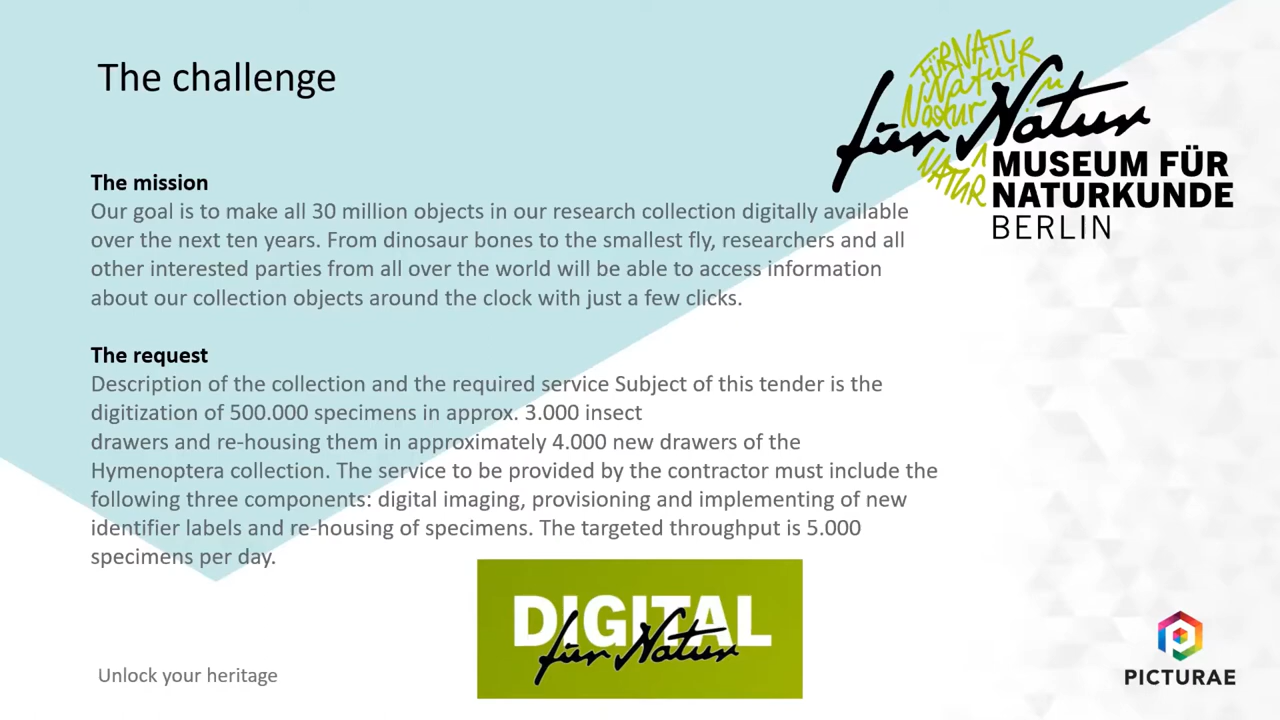 The challenge
FÜRNATUR
Natur
Natur
für Natur
NATUR
MUSEUM FÜR
NATURKUNDE
BERLIN
The mission
Our goal is to make all 30 million objects in our research collection digitally available
over the next ten years. From dinosaur bones to the smallest fly, researchers and all
other interested parties from all over the world will be able to access information
about our collection objects around the clock with just a few clicks.
The request
Description of the collection and the required service Subject of this tender is the
digitization of 500.000 specimens in approx. 3.000 insect
drawers and re-housing them in approximately 4.000 new drawers of the
Hymenoptera collection. The service to be provided by the contractor must include the
following three components: digital imaging, provisioning and implementing of new
identifier labels and re-housing of specimens. The targeted throughput is 5.000
specimens per day.
DIGITAL
für Natur
Unlock your heritage
PICTURAE